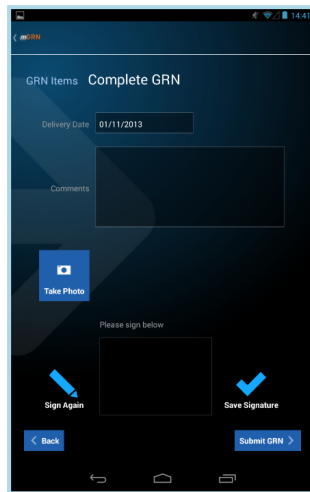 14:41
mGRN
GRN Items Complete GRN
Delivery Date 01/11/2013
Comments
Take Photo
Please sign below
Sign Again Save Signature
Back Submit GRN